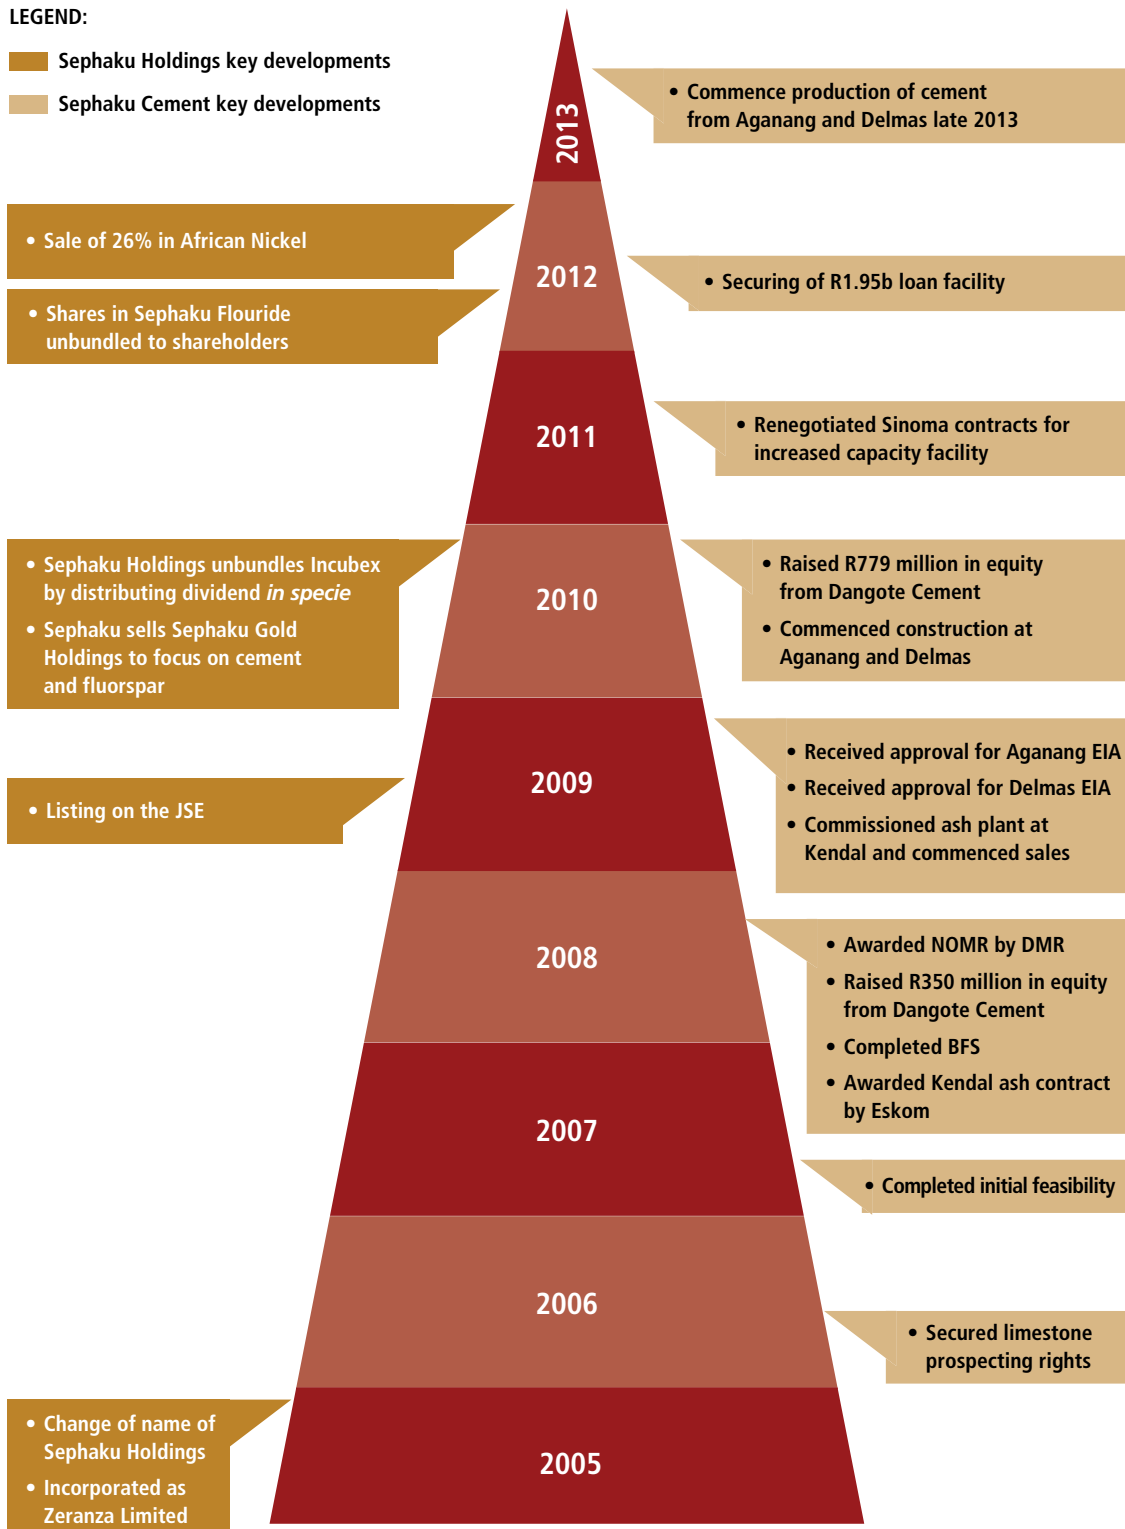 LEGEND:
Sephaku Holdings key developments
Sephaku Cement key developments
2013
• Commence production of cement
from Aganang and Delmas late 2013
• Sale of 26% in African Nickel
• Shares in Sephaku Flouride
unbundled to shareholders
2012
• Securing of R1.95b loan facility
2011
• Renegotiated Sinoma contracts for
increased capacity facility
• Sephaku Holdings unbundles Incubex
by distributing dividend in specie
• Sephaku sells Sephaku Gold
Holdings to focus on cement
and fluorspar
2010
• Raised R779 million in equity
from Dangote Cement
• Commenced construction at
Aganang and Delmas
• Listing on the JSE
2009
• Received approval for Aganang EIA
• Received approval for Delmas EIA
• Commissioned ash plant at
Kendal and commenced sales
2008
• Awarded NOMR by DMR
• Raised R350 million in equity
from Dangote Cement
• Completed BFS
• Awarded Kendal ash contract
by Eskom
2007
• Completed initial feasibility
2006
• Secured limestone
prospecting rights
• Change of name of
Sephaku Holdings
• Incorporated as
Zeranza Limited
2005